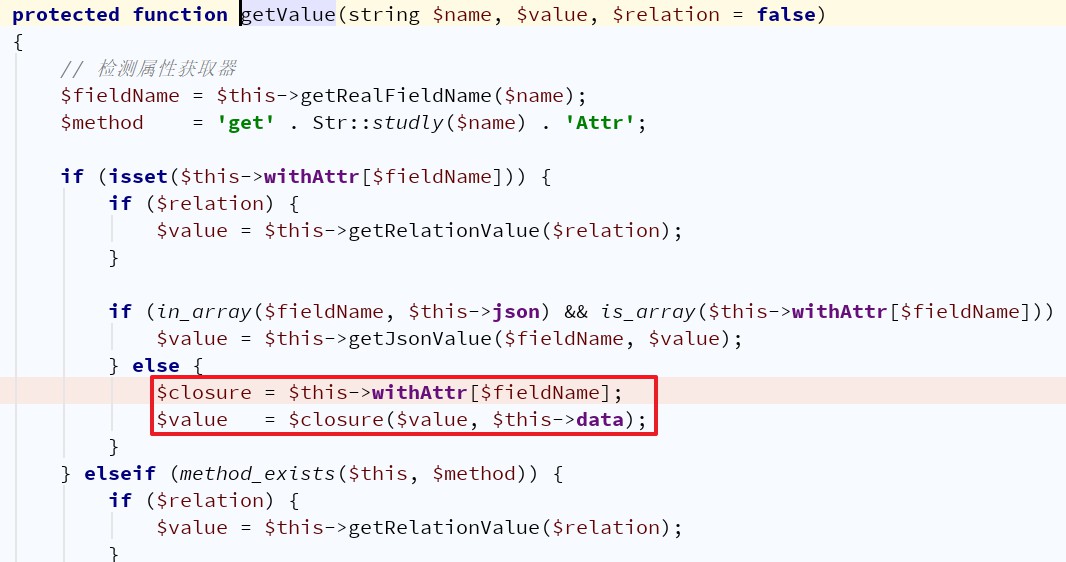 protected function getValue(string $name, $value, $relation = false)
{
    // 检测属性获取器
    $fieldName = $this->getRealFieldName($name);
    $method    = 'get' . Str::studly($name) . 'Attr';

    if (isset($this->withAttr[$fieldName])) {
        if ($relation) {
            $value = $this->getRelationValue($relation);
        }

        if (in_array($fieldName, $this->json) && is_array($this->withAttr[$fieldName]))
            $value = $this->getJsonValue($fieldName, $value);
        } else {
            $closure = $this->withAttr[$fieldName];
            $value   = $closure($value, $this->data);
        }
    } elseif (method_exists($this, $method)) {
        if ($relation) {
            $value = $this->getRelationValue($relation);
        }